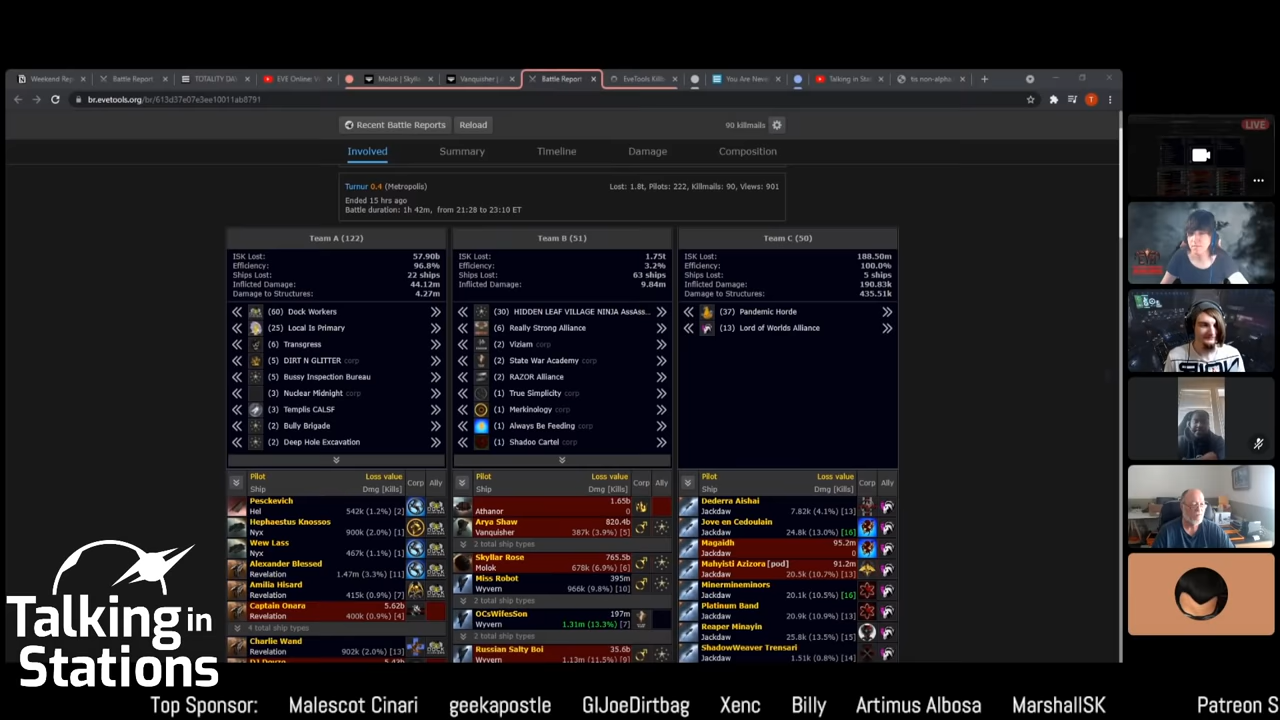 Weekend Rep
Battle Report
TOTALITY DA
EVE Online: V
Molok | Skylla
Vanquisher |
Battle Report
EveTools Killb
You Are Never
Talking in Stat
tis non-alpha
br.evetools.org/br/613d37e07e3ee10011ab8791
Recent Battle Reports
Reload
90 killmails
Involved
Summary
Timeline
Damage
Composition
LIVE
Turnur 0.4 (Metropolis)
Lost: 1.8t, Pilots: 222, Killmails: 90, Views: 901
Ended 15 hrs ago
Battle duration: 1h 42m, from 21:28 to 23:10 ET
Team A (122)
ISK Lost: 57.90b
Efficiency: 96.8%
Ships Lost: 22 ships
Inflicted Damage: 44.12m
Damage to Structures: 4.27m
(60) Dock Workers
(25) Local Is Primary
(6) Transgress
(5) DIRT N GLITTER corp
(5) Bussy Inspection Bureau
(3) Nuclear Midnight corp
(3) Templis CALSF
(2) Bully Brigade
(2) Deep Hole Excavation
Pilot Loss value Corp Ally
Ship Dmg [Kills]
Pesckevich
Hel 542k (1.2%) [2]
Hephaestus Knossos
Nyx 900k (2.0%) [1]
Wew Lass
Nyx 467k (1.1%) [1]
Alexander Blessed
Revelation 1.47m (3.3%) [11]
Amilia Hisard
Revelation 415k (0.9%) [7]
Captain Onara 5.62b
Revelation 400k (0.9%) [4]
4 total ship types
Charlie Wand
Revelation 902k (2.0%) [13]
Team B (51)
ISK Lost: 1.75t
Efficiency: 3.2%
Ships Lost: 63 ships
Inflicted Damage: 9.84m
(30) HIDDEN LEAF VILLAGE NINJA AssAss...
(6) Really Strong Alliance
(2) Viziam corp
(2) State War Academy corp
(2) RAZOR Alliance
(1) True Simplicity corp
(1) Merkinology corp
(1) Always Be Feeding corp
(1) Shadoo Cartel corp
Pilot Loss value Corp Ally
Ship Dmg [Kills]
1.65b
Athanor 0
Arya Shaw 820.4b
Vanquisher 387k (3.9%) [5]
2 total ship types
Skyllar Rose 765.5b
Molok 678k (6.9%) [6]
Miss Robot 395m
Wyvern 966k (9.8%) [10]
2 total ship types
OCsWifesSon 197m
Wyvern 1.31m (13.3%) [7]
2 total ship types
Russian Salty Boi 35.6b
Wyvern 1.13m (11.5%) [9]
Team C (50)
ISK Lost: 188.50m
Efficiency: 100.0%
Ships Lost: 5 ships
Inflicted Damage: 190.83k
Damage to Structures: 435.51k
(37) Pandemic Horde
(13) Lord of Worlds Alliance
Pilot Loss value Corp Ally
Ship Dmg [Kills]
Dederra Aishai
Jackdaw 7.82k (4.1%) [13]
Jove en Cedoulain
Jackdaw 24.8k (13.0%) [16]
Magaidh 95.2m
Jackdaw 0
Mahyisti Azizora [pod] 91.2m
Jackdaw 20.5k (10.7%) [13]
Minermineminors
Jackdaw 20.1k (10.5%) [16]
Platinum Band
Jackdaw 20.9k (10.9%) [13]
Reaper Minayin
Jackdaw 25.8k (13.5%) [15]
ShadowWeaver Trensari
Jackdaw 1.51k (0.8%) [14]
Talking in
Stations
Top Sponsor: Malescot Cinari geekapostle GIJoeDirtbag Xenc Billy Artimus Albosa MarshallSK Patreon S